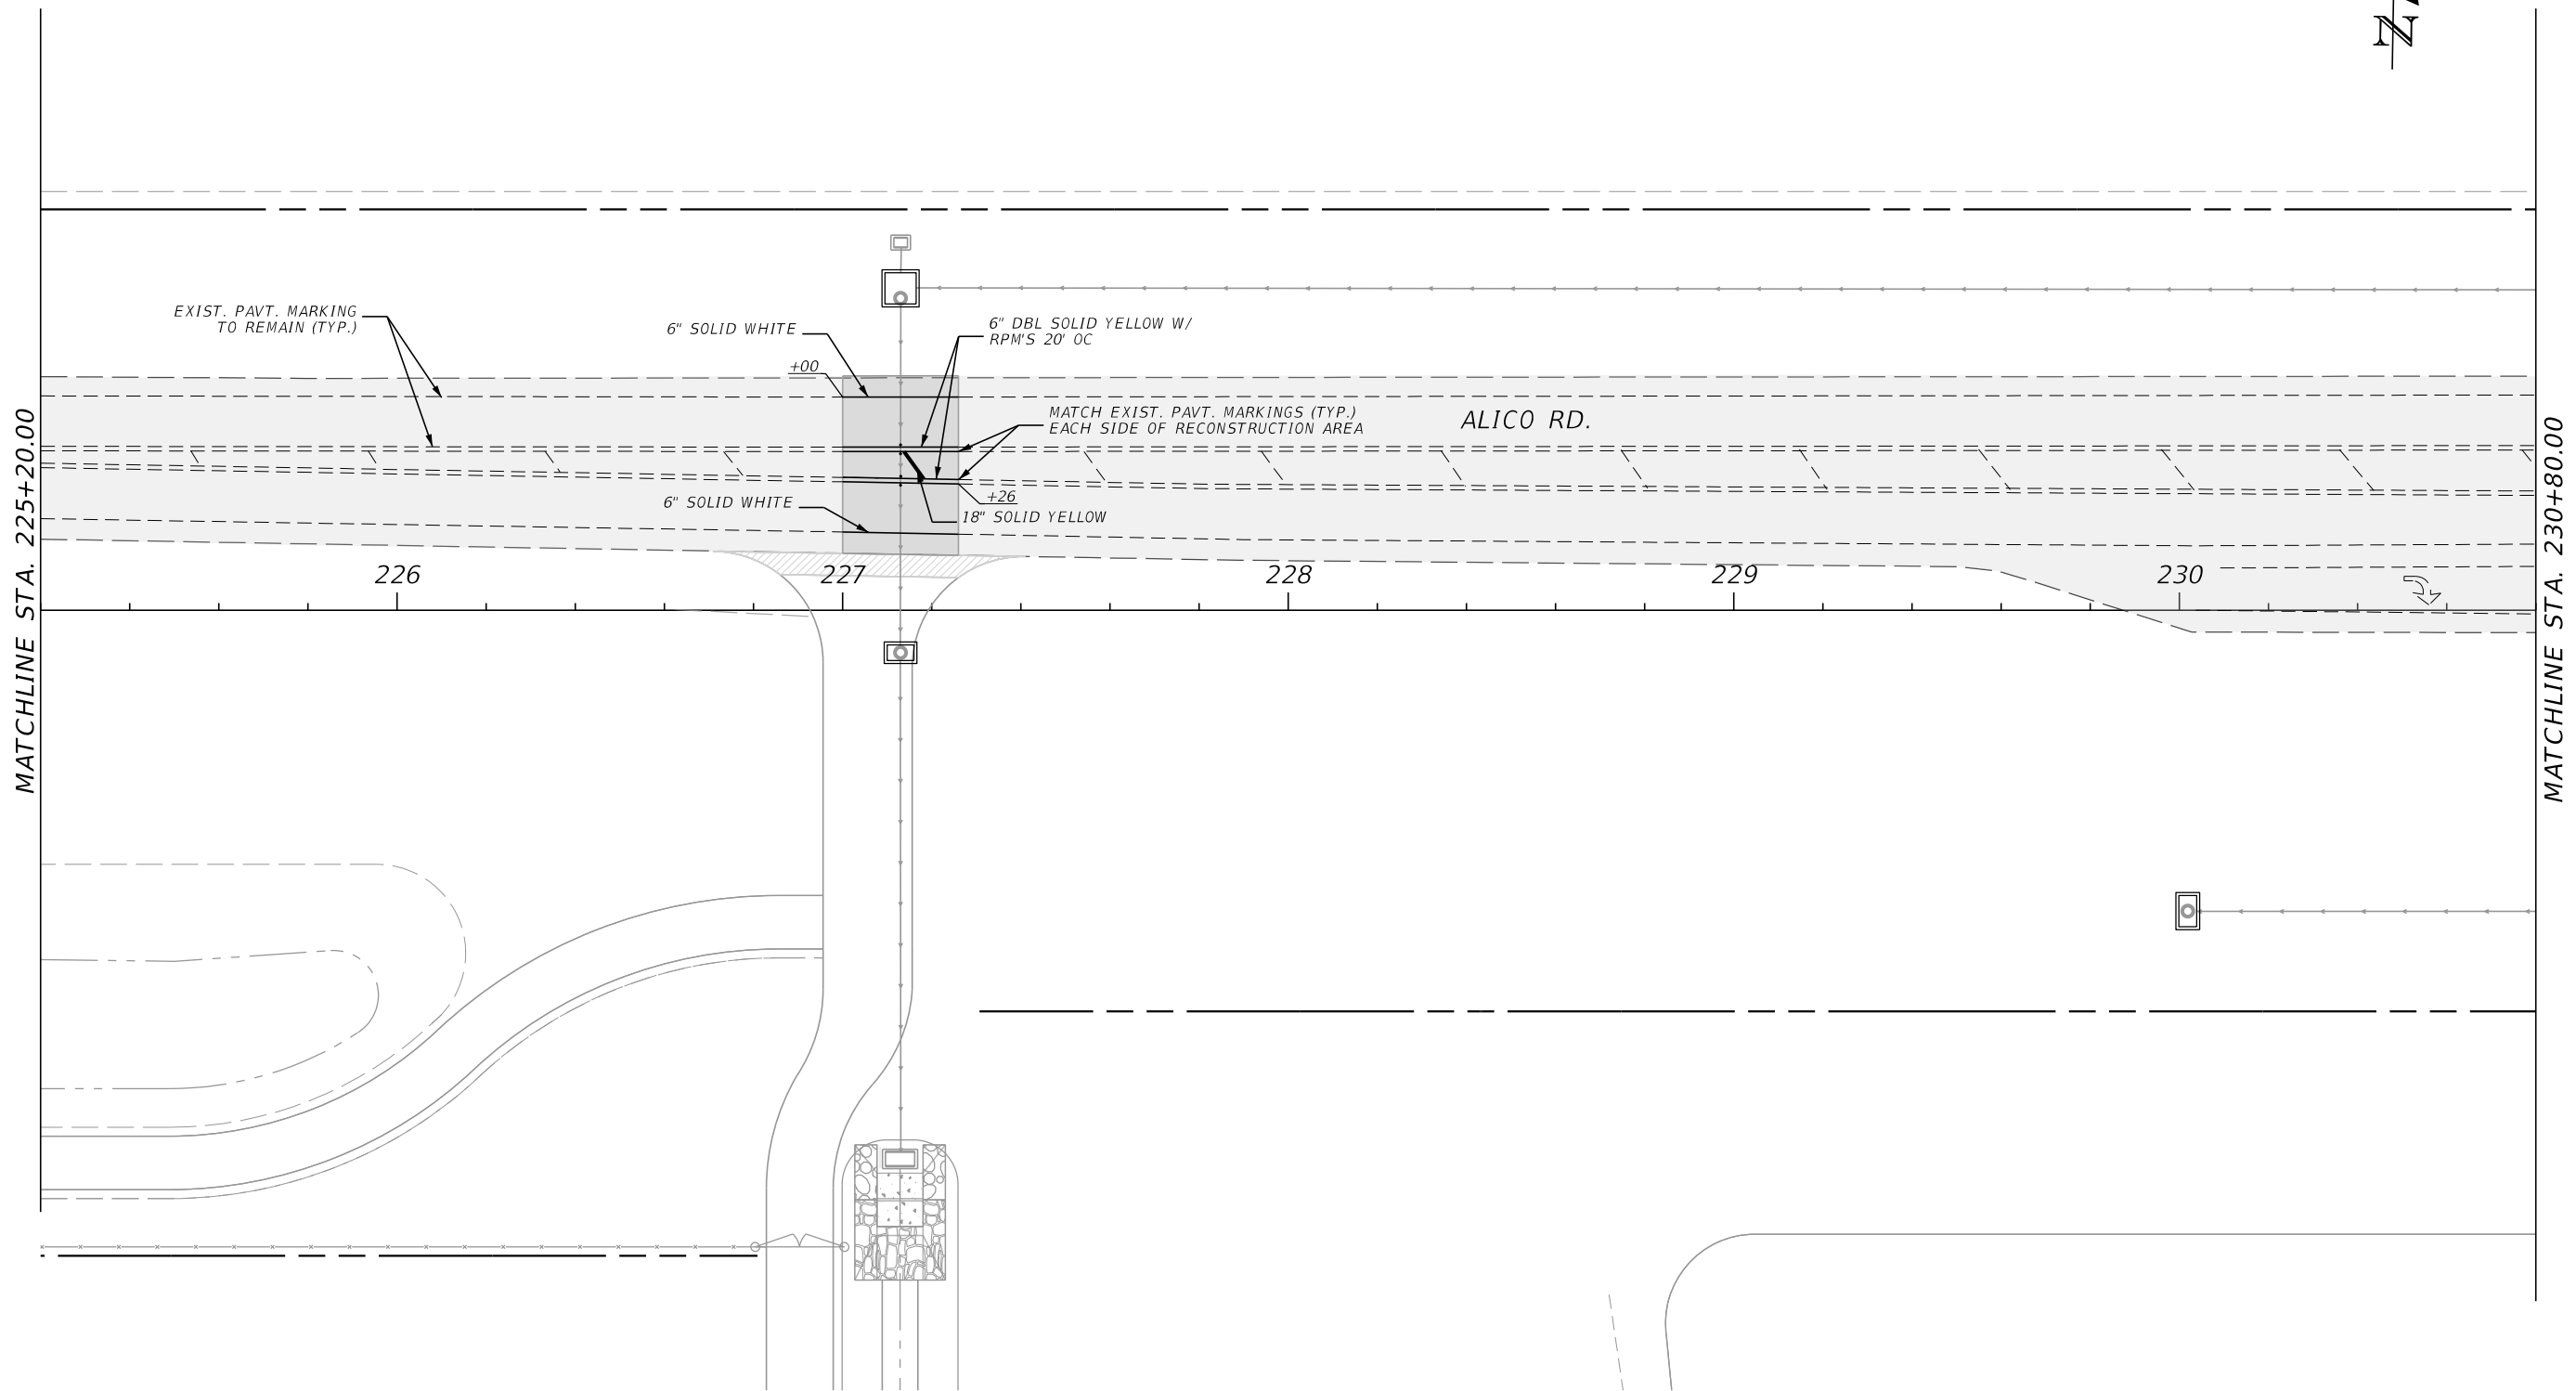 N
EXIST. PAVT. MARKING
TO REMAIN (TYP.)
6" SOLID WHITE
6" DBL SOLID YELLOW W/
RPM'S 20' OC
+00
MATCH EXIST. PAVT. MARKINGS (TYP.)
EACH SIDE OF RECONSTRUCTION AREA
ALICO RD.
6" SOLID WHITE
+26
18" SOLID YELLOW
226
227
228
229
230
MATCHLINE STA. 225+20.00
MATCHLINE STA. 230+80.00